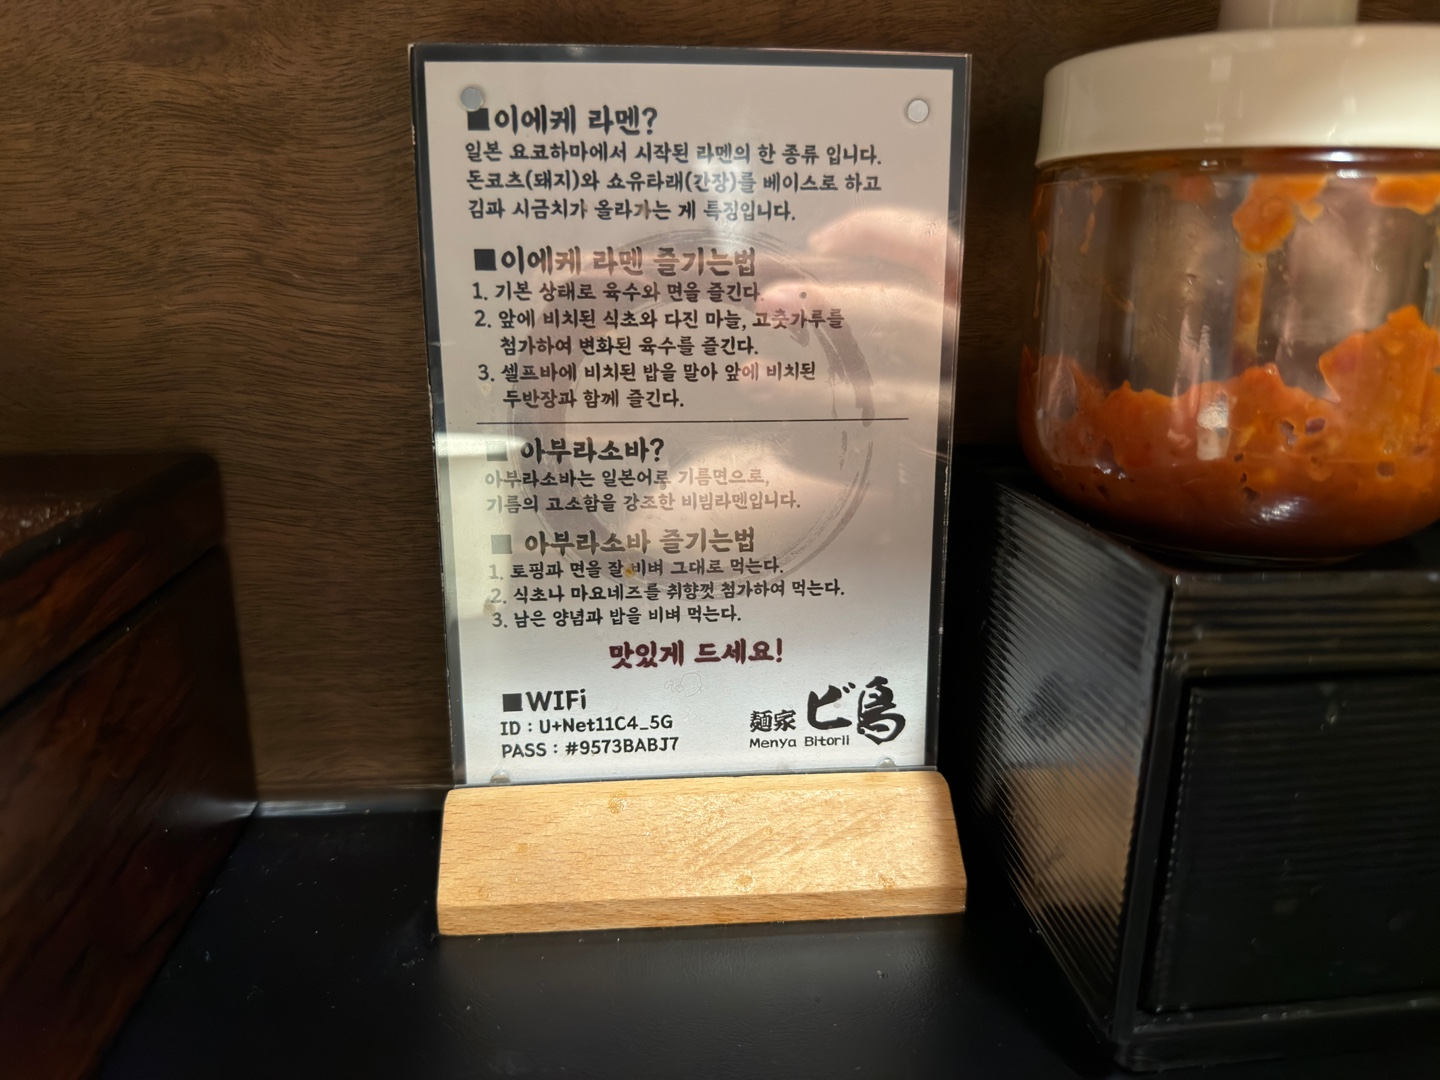 ■이에케 라멘?
일본 요코하마에서 시작된 라멘의 한 종류 입니다.
돈코츠(돼지)와 쇼유타래(간장)를 베이스로 하고
김과 시금치가 올라가는 게 특징입니다.
■이에케 라멘 즐기는법
1. 기본 상태로 육수와 면을 즐긴다.
2. 앞에 비치된 식초와 다진 마늘, 고춧가루를
첨가하여 변화된 육수를 즐긴다.
3. 셀프바에 비치된 밥을 말아 앞에 비치된
두반장과 함께 즐긴다.
■ 아부라소바?
아부라소바는 일본어로 기름면으로,
기름의 고소함을 강조한 비빔라멘입니다.
■ 아부라소바 즐기는법
1. 토핑과 면을 잘 비벼 그대로 먹는다.
2. 식초나 마요네즈를 취향껏 첨가하여 먹는다.
3. 남은 양념과 밥을 비벼 먹는다.
맛있게 드세요!
■WIFi
ID : U+Net11C4_5G
PASS : #9573BABJ7
麺家 ビ鳥
Menya Bitorii